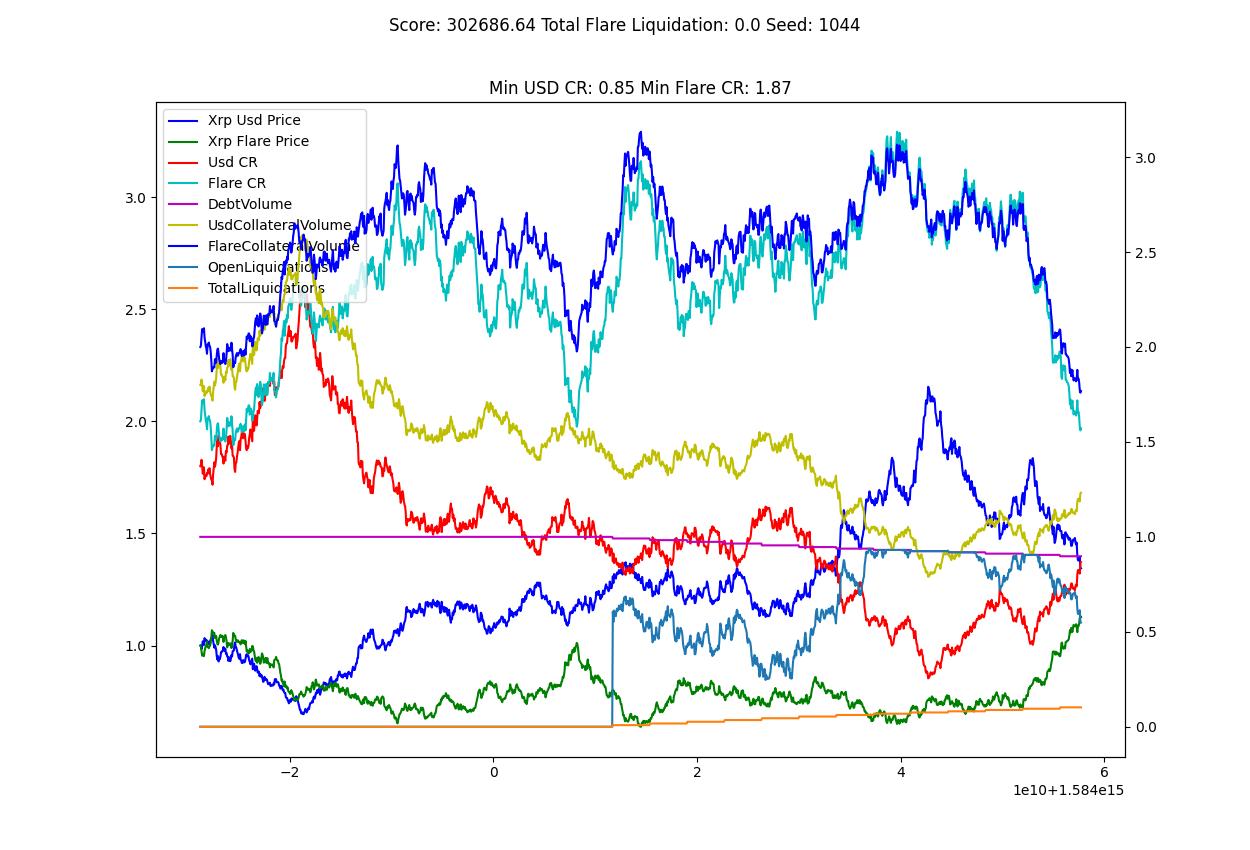 Score: 302686.64 Total Flare Liquidation: 0.0 Seed: 1044
Min USD CR: 0.85 Min Flare CR: 1.87
Xrp Usd Price
Xrp Flare Price
Usd CR
Flare CR
DebtVolume
UsdCollateralVolume
FlareCollateralVolume
OpenLiquidations
TotalLiquidations
3.0
2.5
2.0
1.5
1.0
3.0
2.5
2.0
1.5
1.0
0.5
0.0
−2
0
2
4
6
1e10+1.584e15